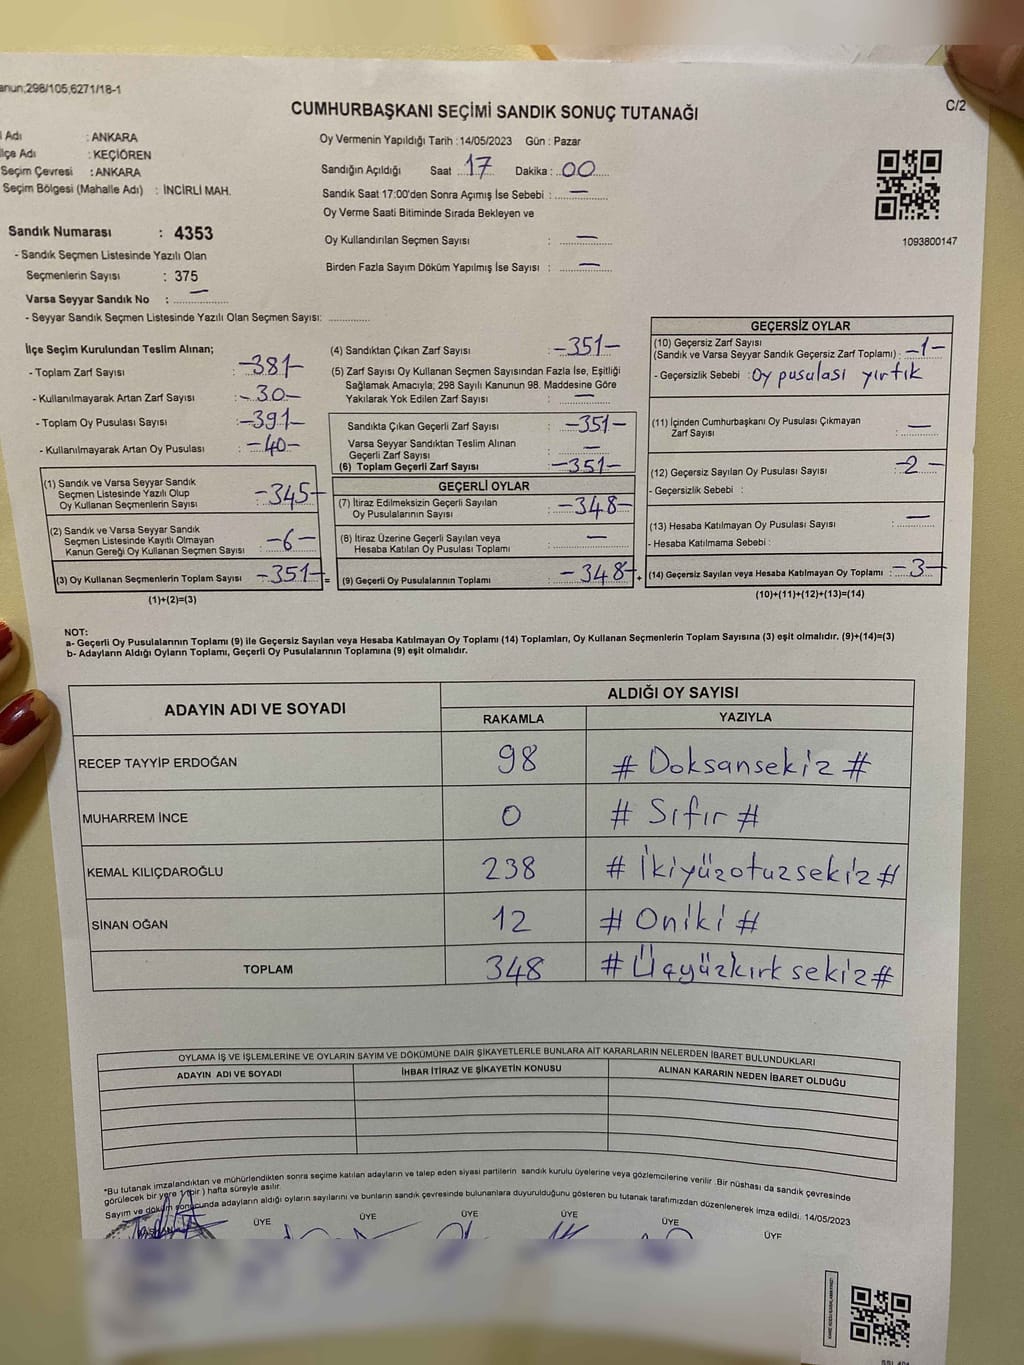 anun;298/105,6271/18-1
C/2
CUMHURBAŞKANI SEÇİMİ SANDIK SONUÇ TUTANAĞI
l Adı : ANKARA
lçe Adı : KEÇİÖREN
Seçim Çevresi : ANKARA
Seçim Bölgesi (Mahalle Adı) : İNCİRLİ MAH.
Sandık Numarası : 4353
- Sandık Seçmen Listesinde Yazılı Olan
Seçmenlerin Sayısı : 375
Varsa Seyyar Sandık No : —
- Seyyar Sandık Seçmen Listesinde Yazılı Olan Seçmen Sayısı: ..............
Oy Vermenin Yapıldığı Tarih : 14/05/2023 Gün : Pazar
Sandığın Açıldığı Saat 17 Dakika : 00
Sandık Saat 17:00'den Sonra Açımış İse Sebebi : —
Oy Verme Saati Bitiminde Sırada Bekleyen ve
Oy Kullandırılan Seçmen Sayısı : —
Birden Fazla Sayım Döküm Yapılmış İse Sayısı : —
1093800147
İlçe Seçim Kurulundan Teslim Alınan;
- Toplam Zarf Sayısı : -381-
- Kullanılmayarak Artan Zarf Sayısı : -30-
- Toplam Oy Pusulası Sayısı : -391-
- Kullanılmayarak Artan Oy Pusulası : -40-
(1) Sandık ve Varsa Seyyar Sandık
Seçmen Listesinde Yazılı Olup
Oy Kullanan Seçmenlerin Sayısı -345-
(2) Sandık ve Varsa Seyyar Sandık
Seçmen Listesinde Kayıtlı Olmayan
Kanun Gereği Oy Kullanan Seçmen Sayısı -6-
(3) Oy Kullanan Seçmenlerin Toplam Sayısı -351- =
(1)+(2)=(3)
(4) Sandıktan Çıkan Zarf Sayısı : -351-
(5) Zarf Sayısı Oy Kullanan Seçmen Sayısından Fazla İse, Eşitliği
Sağlamak Amacıyla; 298 Sayılı Kanunun 98. Maddesine Göre
Yakılarak Yok Edilen Zarf Sayısı : —
Sandıkta Çıkan Geçerli Zarf Sayısı : -351-
Varsa Seyyar Sandıktan Teslim Alınan
Geçerli Zarf Sayısı : —
(6) Toplam Geçerli Zarf Sayısı : -351-
GEÇERLİ OYLAR
(7) İtiraz Edilmeksizin Geçerli Sayılan
Oy Pusulalarının Sayısı : -348-
(8) İtiraz Üzerine Geçerli Sayılan veya
Hesaba Katılan Oy Pusulası Toplamı : —
(9) Geçerli Oy Pusulalarının Toplamı : -348- +
GEÇERSİZ OYLAR
(10) Geçersiz Zarf Sayısı
(Sandık ve Varsa Seyyar Sandık Geçersiz Zarf Toplamı) : -1-
- Geçersizlik Sebebi : Oy pusulası yırtık
(11) İçinden Cumhurbaşkanı Oy Pusulası Çıkmayan
Zarf Sayısı : —
(12) Geçersiz Sayılan Oy Pusulası Sayısı : -2-
- Geçersizlik Sebebi :
(13) Hesaba Katılmayan Oy Pusulası Sayısı : —
- Hesaba Katılmama Sebebi :
(14) Geçersiz Sayılan veya Hesaba Katılmayan Oy Toplamı : -3-
(10)+(11)+(12)+(13)=(14)
NOT:
a- Geçerli Oy Pusulalarının Toplamı (9) ile Geçersiz Sayılan veya Hesaba Katılmayan Oy Toplamı (14) Toplamları, Oy Kullanan Seçmenlerin Toplam Sayısına (3) eşit olmalıdır. (9)+(14)=(3)
b- Adayların Aldığı Oyların Toplamı, Geçerli Oy Pusulalarının Toplamına (9) eşit olmalıdır.
ADAYIN ADI VE SOYADI
ALDIĞI OY SAYISI
RAKAMLA YAZIYLA
RECEP TAYYİP ERDOĞAN 98 # Doksansekiz #
MUHARREM İNCE 0 # Sıfır #
KEMAL KILIÇDAROĞLU 238 # İkiyüzotuzsekiz #
SİNAN OĞAN 12 # Oniki #
TOPLAM 348 # Üçyüzkırksekiz #
OYLAMA İŞ VE İŞLEMLERİNE VE OYLARIN SAYIM VE DÖKÜMÜNE DAİR ŞİKAYETLERLE BUNLARA AİT KARARLARIN NELERDEN İBARET BULUNDUKLARI
ADAYIN ADI VE SOYADI İHBAR İTİRAZ VE ŞİKAYETİN KONUSU ALINAN KARARIN NEDEN İBARET OLDUĞU
*Bu tutanak imzalandıktan ve mühürlendikten sonra seçime katılan adayların ve talep eden siyasi partilerin sandık kurulu üyelerine veya gözlemcilerine verilir .Bir nüshası da sandık çevresinde
görülecek bir yere 1 (bir ) hafta süreyle asılır.
Sayım ve döküm sonucunda adayların aldığı oyların sayılarını ve bunların sandık çevresinde bulunanlara duyurulduğunu gösteren bu tutanak tarafımızdan düzenlenerek imza edildi. 14/05/2023
ÜYE ÜYE ÜYE ÜYE ÜYE ÜYE